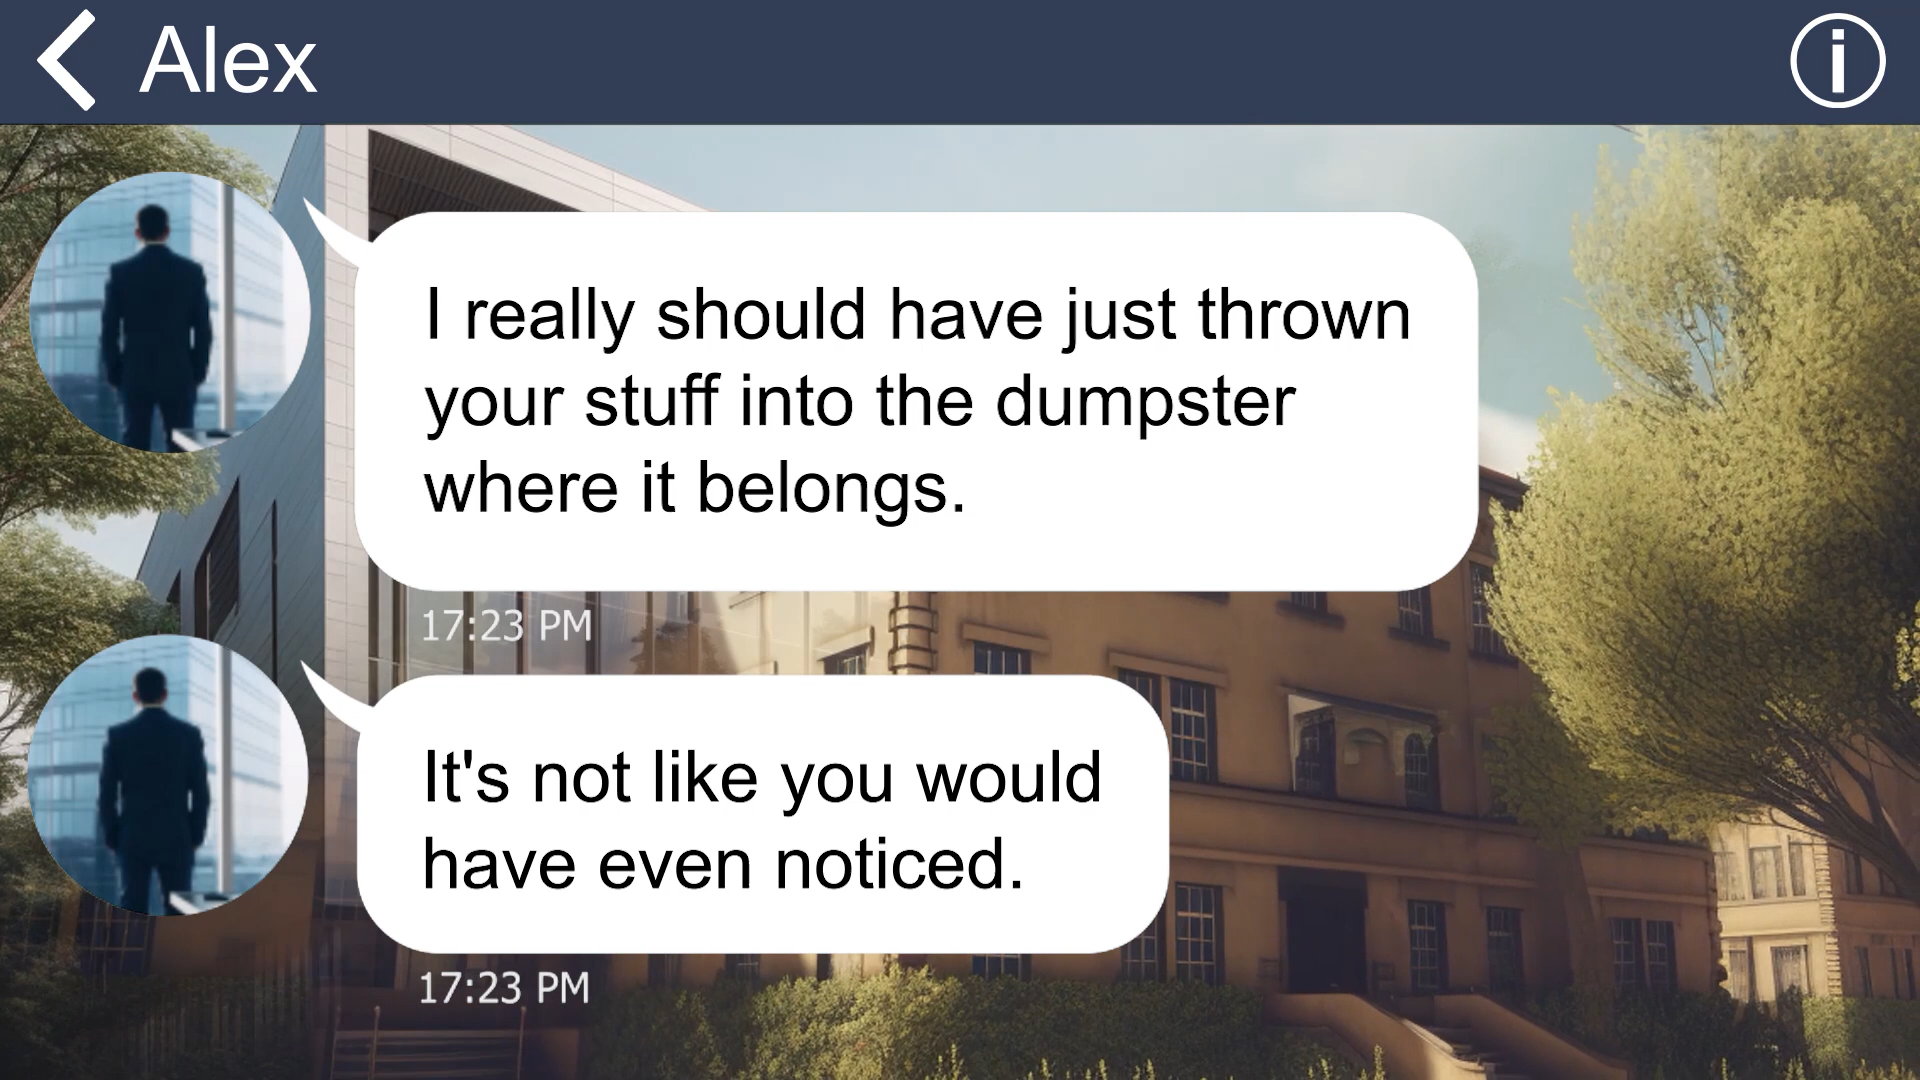 Alex
I really should have just thrown
your stuff into the dumpster
where it belongs.
17:23 PM
It's not like you would
have even noticed.
17:23 PM